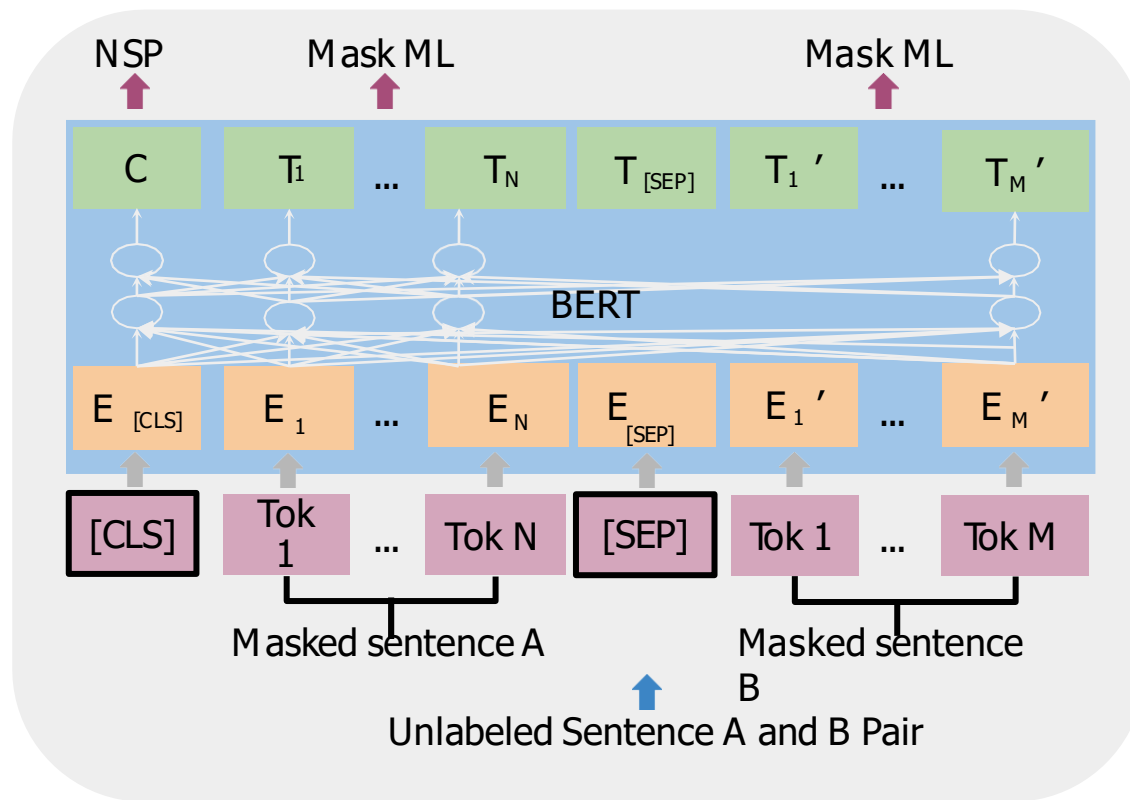 NSP Mask ML Mask ML
C T1 ... TN T [SEP] T1 ' ... TM '
BERT
E [CLS] E 1 ... E N E [SEP] E1 ' ... E M '
[CLS] Tok 1 ... Tok N [SEP] Tok 1 ... Tok M
Masked sentence A Masked sentence B
Unlabeled Sentence A and B Pair